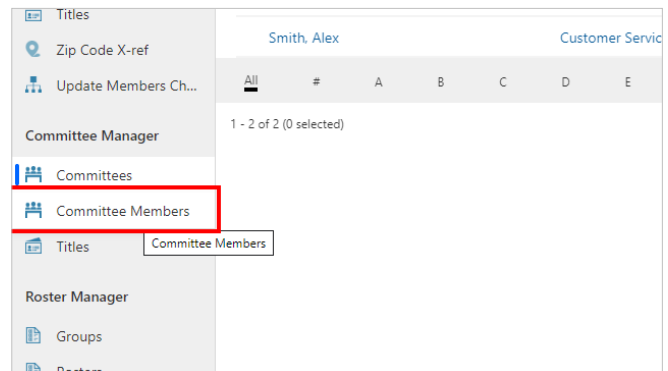 Titles
Zip Code X-ref
Update Members Ch...
Committee Manager
Committees
Committee Members
Titles
Committee Members
Roster Manager
Groups
Rosters
Smith, Alex Customer Servic
All # A B C D E
1 - 2 of 2 (0 selected)